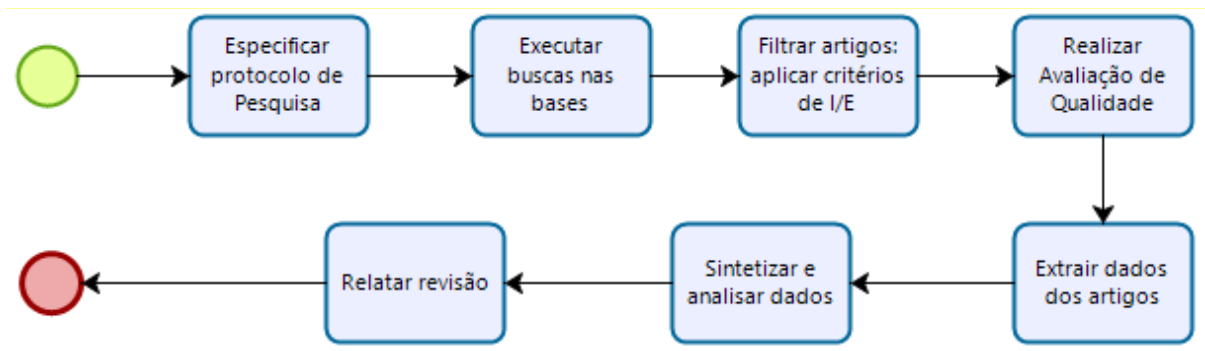 Especificar
protocolo de
Pesquisa
Executar
buscas nas
bases
Filtrar artigos:
aplicar critérios
de I/E
Realizar
Avaliação de
Qualidade
Extrair dados
dos artigos
Sintetizar e
analisar dados
Relatar revisão